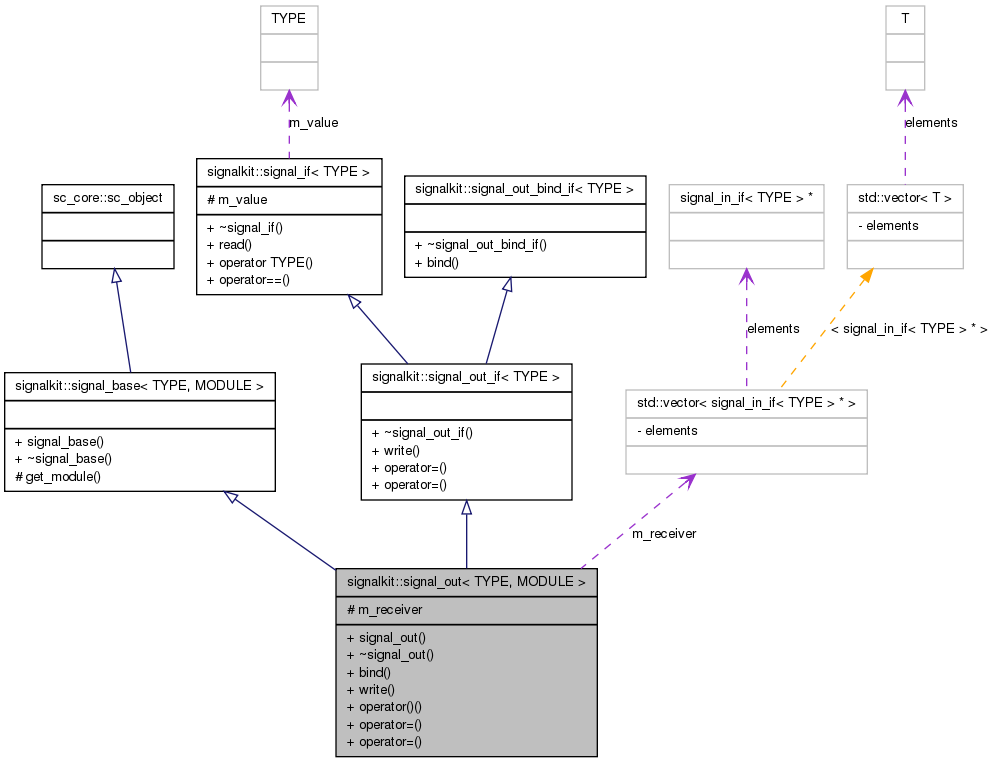 TYPE
T
m_value
elements
signalkit::signal_if< TYPE >
# m_value
+ ~signal_if()
+ read()
+ operator TYPE()
+ operator==()
sc_core::sc_object
signalkit::signal_out_bind_if< TYPE >
+ ~signal_out_bind_if()
+ bind()
signal_in_if< TYPE > *
std::vector< T >
- elements
elements
< signal_in_if< TYPE > * >
signalkit::signal_base< TYPE, MODULE >
+ signal_base()
+ ~signal_base()
# get_module()
signalkit::signal_out_if< TYPE >
+ ~signal_out_if()
+ write()
+ operator=()
+ operator=()
std::vector< signal_in_if< TYPE > * >
- elements
m_receiver
signalkit::signal_out< TYPE, MODULE >
# m_receiver
+ signal_out()
+ ~signal_out()
+ bind()
+ write()
+ operator()()
+ operator=()
+ operator=()